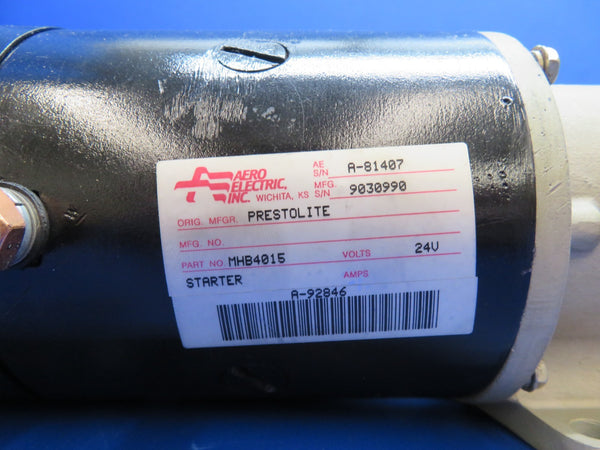 AERO ELECTRIC, INC. WICHITA, KS
AE S/N A-81407
MFG. S/N 9030990
ORIG. MFGR. PRESTOLITE
MFG. NO.
PART NO. MHB4015 VOLTS 24V
STARTER AMPS
A-92846